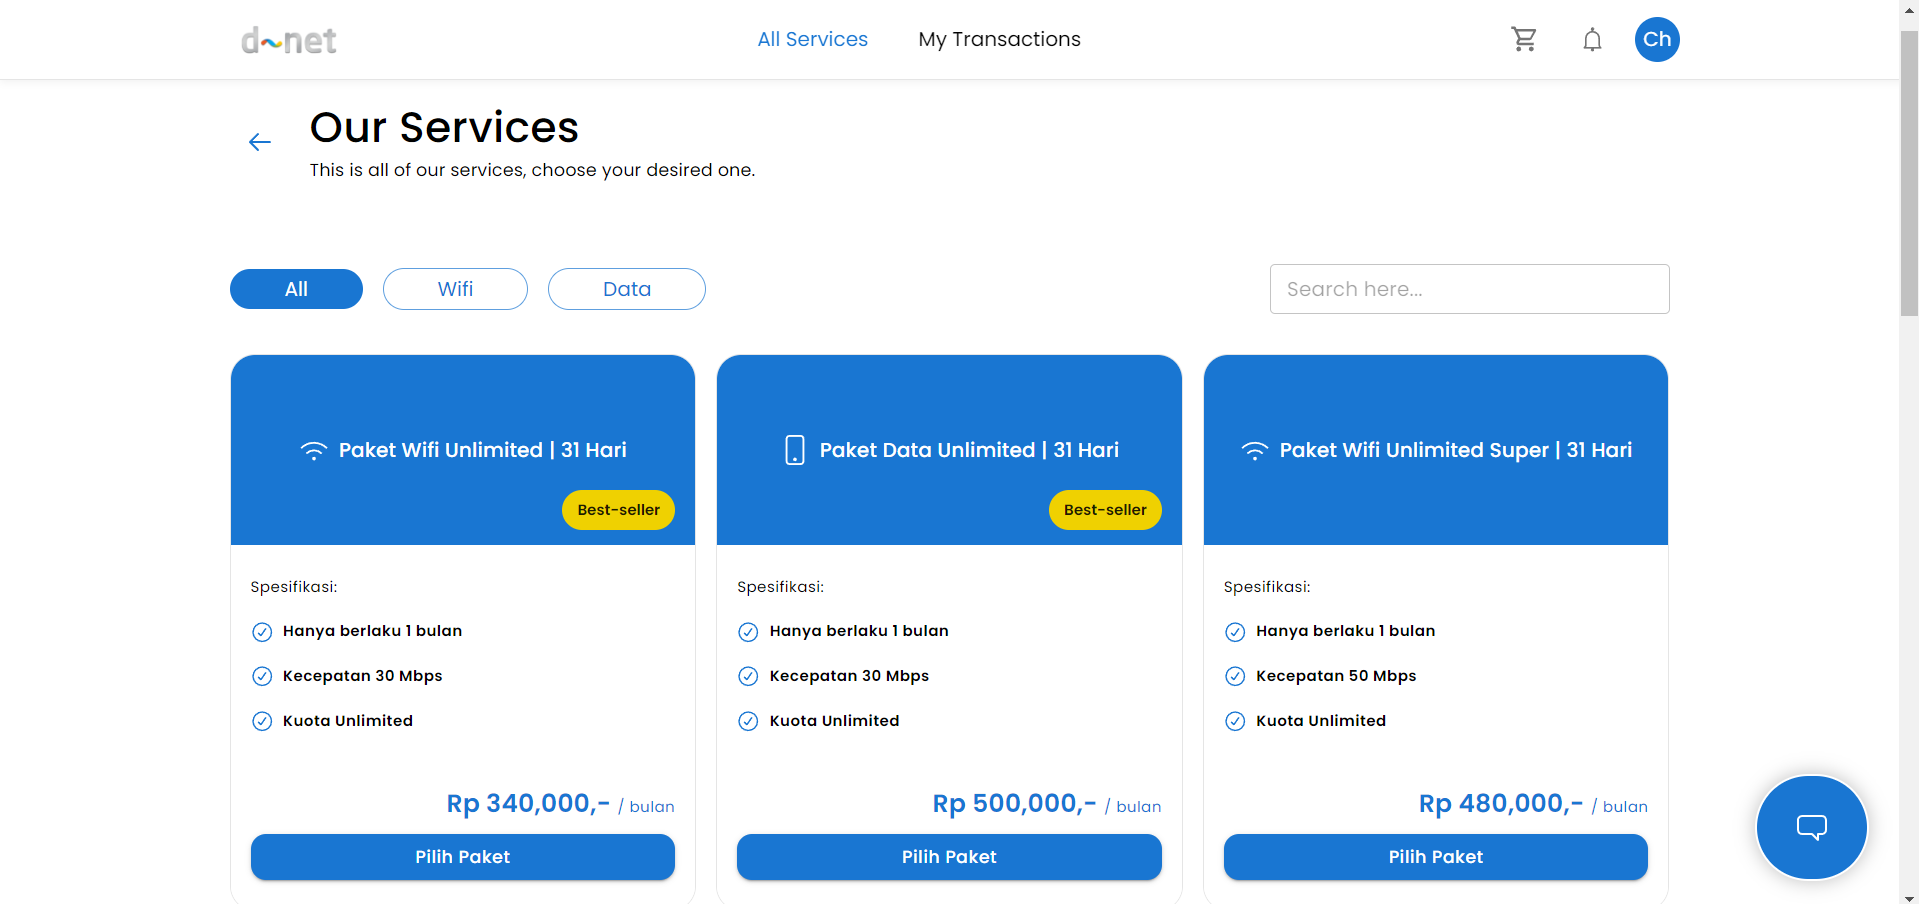 d~net
All Services
My Transactions
Ch
Our Services
This is all of our services, choose your desired one.
All
Wifi
Data
Search here...
Paket Wifi Unlimited | 31 Hari
Best-seller
Spesifikasi:
Hanya berlaku 1 bulan
Kecepatan 30 Mbps
Kuota Unlimited
Rp 340,000,- / bulan
Pilih Paket
Paket Data Unlimited | 31 Hari
Best-seller
Spesifikasi:
Hanya berlaku 1 bulan
Kecepatan 30 Mbps
Kuota Unlimited
Rp 500,000,- / bulan
Pilih Paket
Paket Wifi Unlimited Super | 31 Hari
Spesifikasi:
Hanya berlaku 1 bulan
Kecepatan 50 Mbps
Kuota Unlimited
Rp 480,000,- / bulan
Pilih Paket